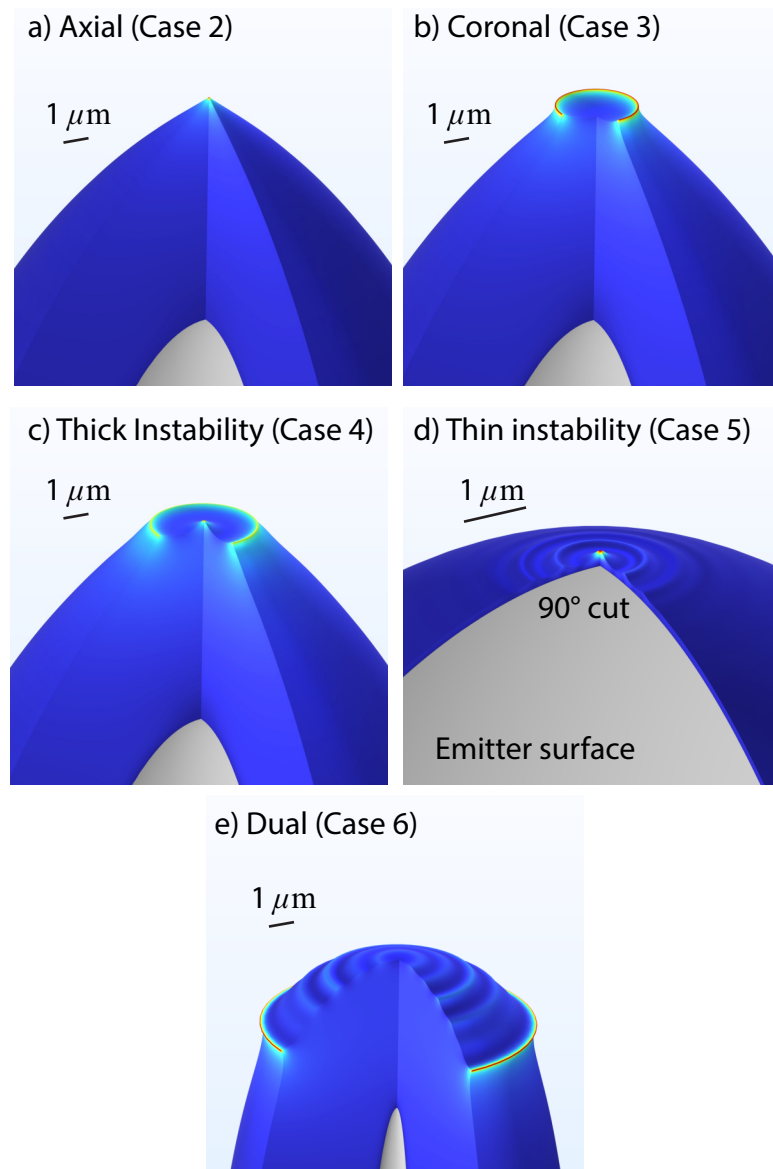 a) Axial (Case 2)
1 μm
b) Coronal (Case 3)
1 μm
c) Thick Instability (Case 4)
1 μm
d) Thin instability (Case 5)
1 μm
90° cut
Emitter surface
e) Dual (Case 6)
1 μm